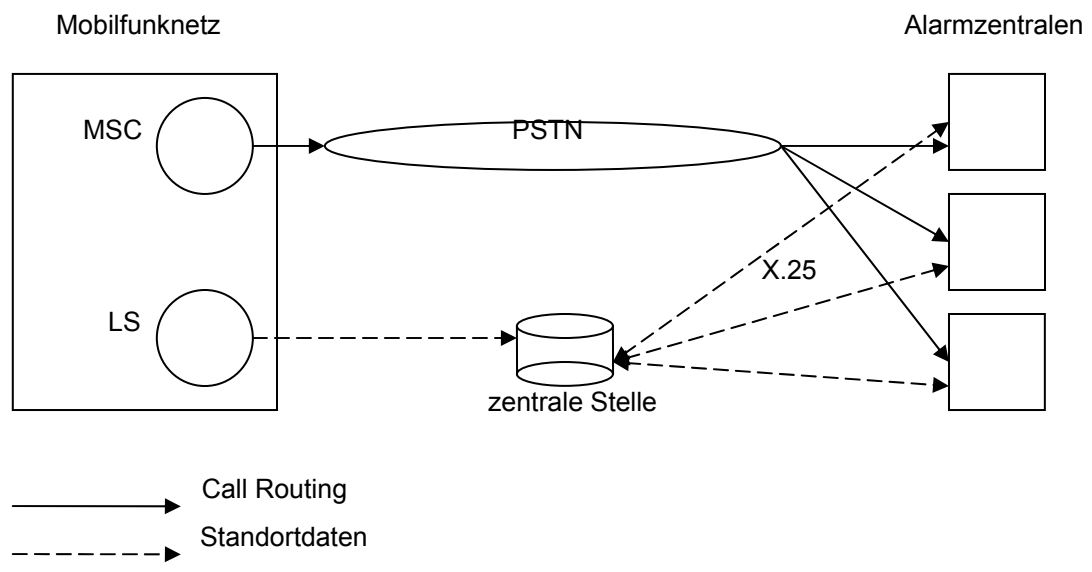 Mobilfunknetz
Alarmzentralen
MSC
PSTN
X.25
LS
zentrale Stelle
Call Routing
Standortdaten